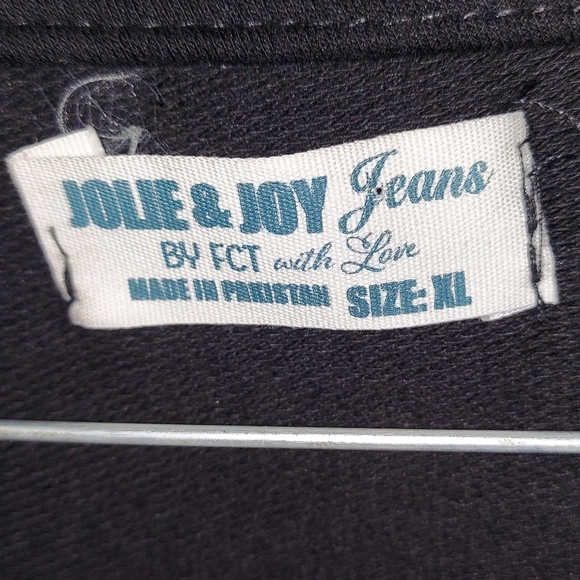 JOLIE & JOY Jeans
BY FCT with Love
MADE IN PAKISTAN SIZE: XL